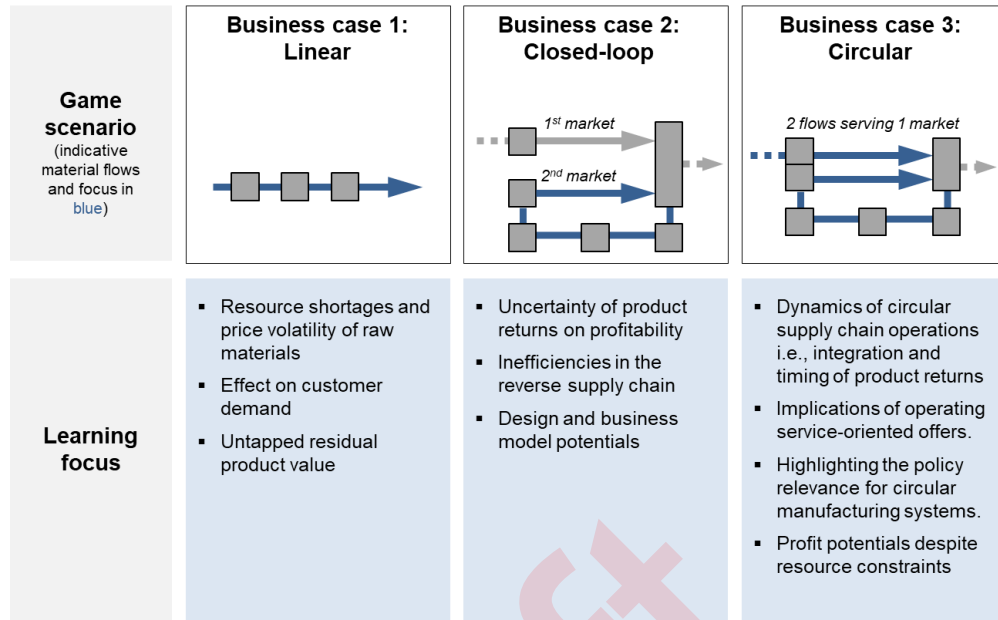 Business case 1:
Linear
Business case 2:
Closed-loop
Business case 3:
Circular
Game
scenario
(indicative
material flows
and focus in
blue)
1st market
2nd market
2 flows serving 1 market
Learning
focus
▪ Resource shortages and
price volatility of raw
materials
▪ Effect on customer
demand
▪ Untapped residual
product value
▪ Uncertainty of product
returns on profitability
▪ Inefficiencies in the
reverse supply chain
▪ Design and business
model potentials
▪ Dynamics of circular
supply chain operations
i.e., integration and
timing of product returns
▪ Implications of operating
service-oriented offers.
▪ Highlighting the policy
relevance for circular
manufacturing systems.
▪ Profit potentials despite
resource constraints